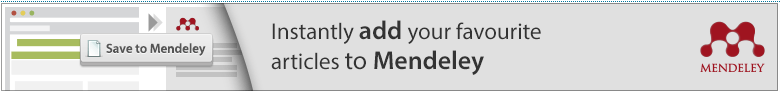 Save to Mendeley
Instantly add your favourite
articles to Mendeley
MENDELEY